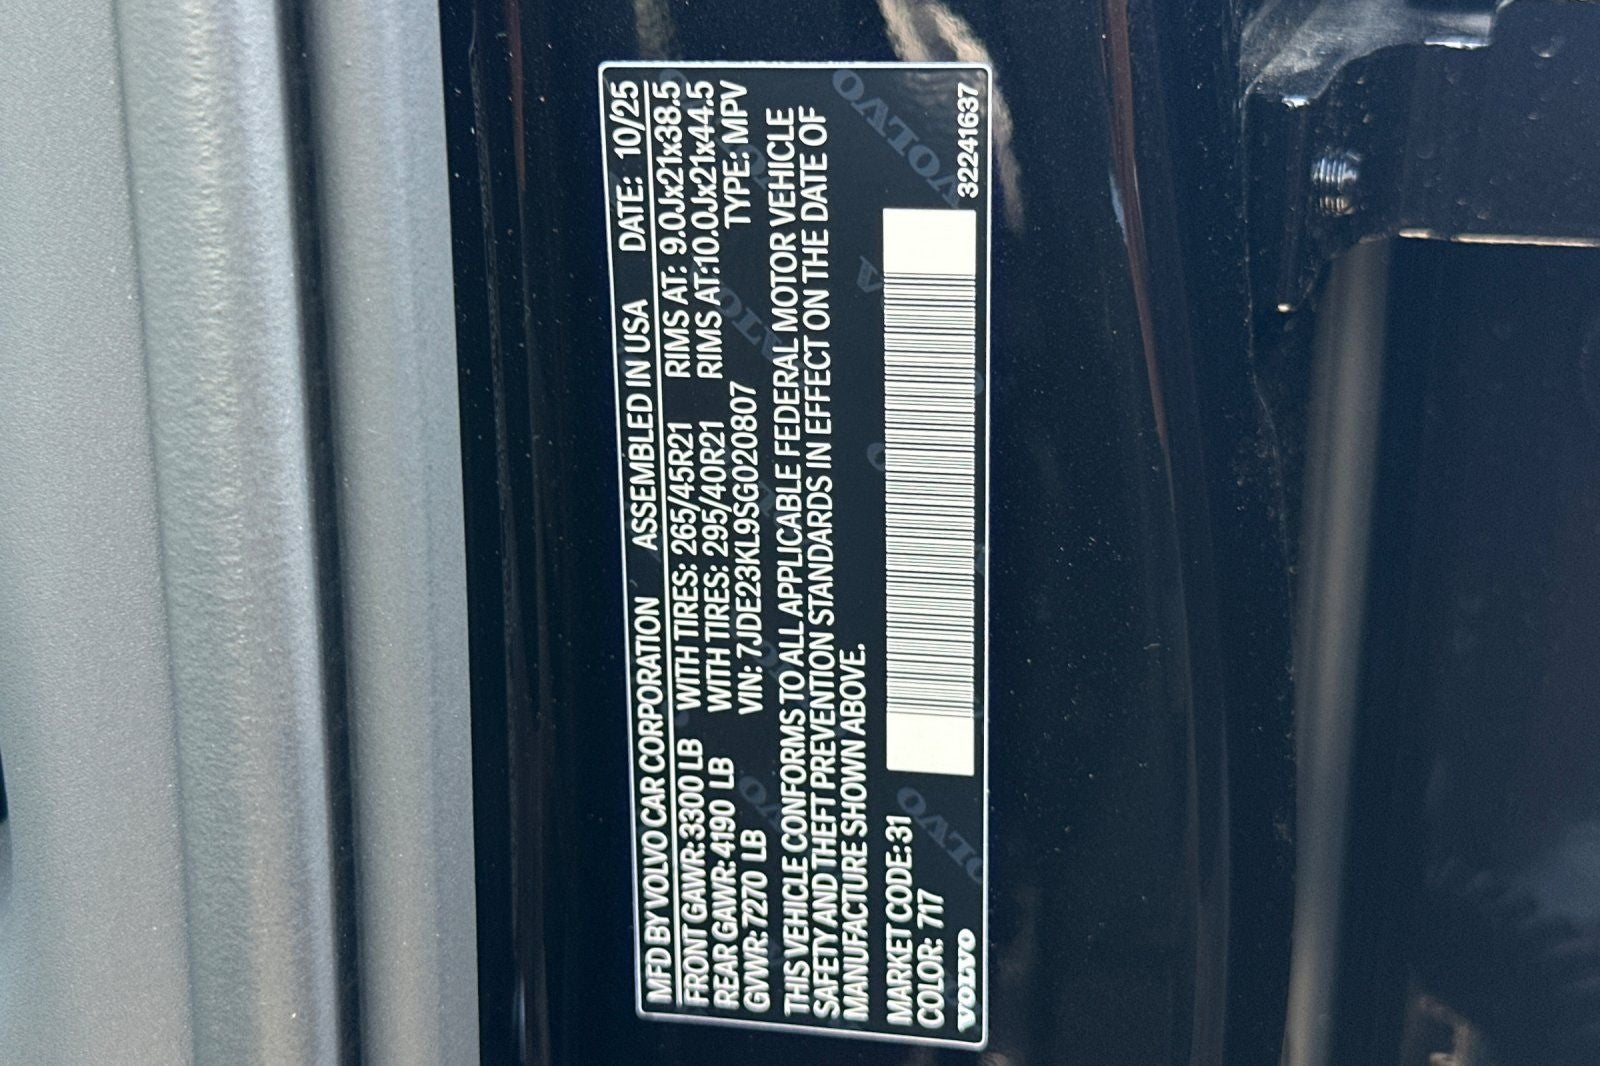 MFD BY VOLVO CAR CORPORATION ASSEMBLED IN USA DATE: 10/25
FRONT GAWR:3300 LB WITH TIRES: 265/45R21 RIMS AT: 9.0Jx21x38.5
REAR GAWR: 4190 LB WITH TIRES: 295/40R21 RIMS AT:10.0Jx21x44.5
GVWR: 7270 LB VIN: 7JDE23KL9SG020807 TYPE: MPV
THIS VEHICLE CONFORMS TO ALL APPLICABLE FEDERAL MOTOR VEHICLE
SAFETY AND THEFT PREVENTION STANDARDS IN EFFECT ON THE DATE OF
MANUFACTURE SHOWN ABOVE.
MARKET CODE:31
COLOR: 717
VOLVO
32241637